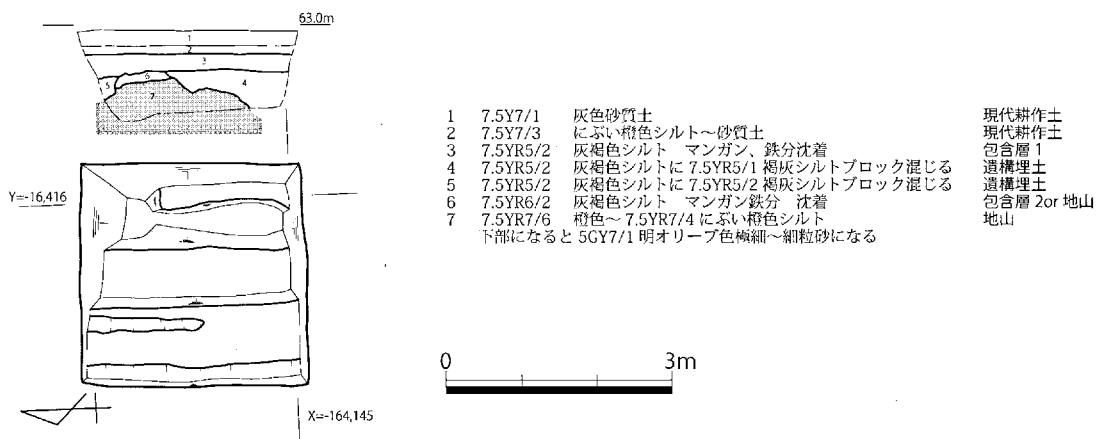 63.0m
1
2
3
6
5
4
7
Y=-16,416
X=-164,145
1 7.5Y7/1 灰色砂質土 現代耕作土
2 7.5Y7/3 にぶい橙色シルト～砂質土 現代耕作土
3 7.5YR5/2 灰褐色シルト マンガン、鉄分沈着 包含層 1
4 7.5YR5/2 灰褐色シルトに 7.5YR5/1 褐灰シルトブロック混じる 遺構埋土
5 7.5YR5/2 灰褐色シルトに 7.5YR5/2 褐灰シルトブロック混じる 遺構埋土
6 7.5YR6/2 灰褐色シルト マンガン鉄分 沈着 包含層 2or 地山
7 7.5YR7/6 橙色～ 7.5YR7/4 にぶい橙色シルト 地山
下部になると 5GY7/1 明オリーブ色極細～細粒砂になる
0 3m